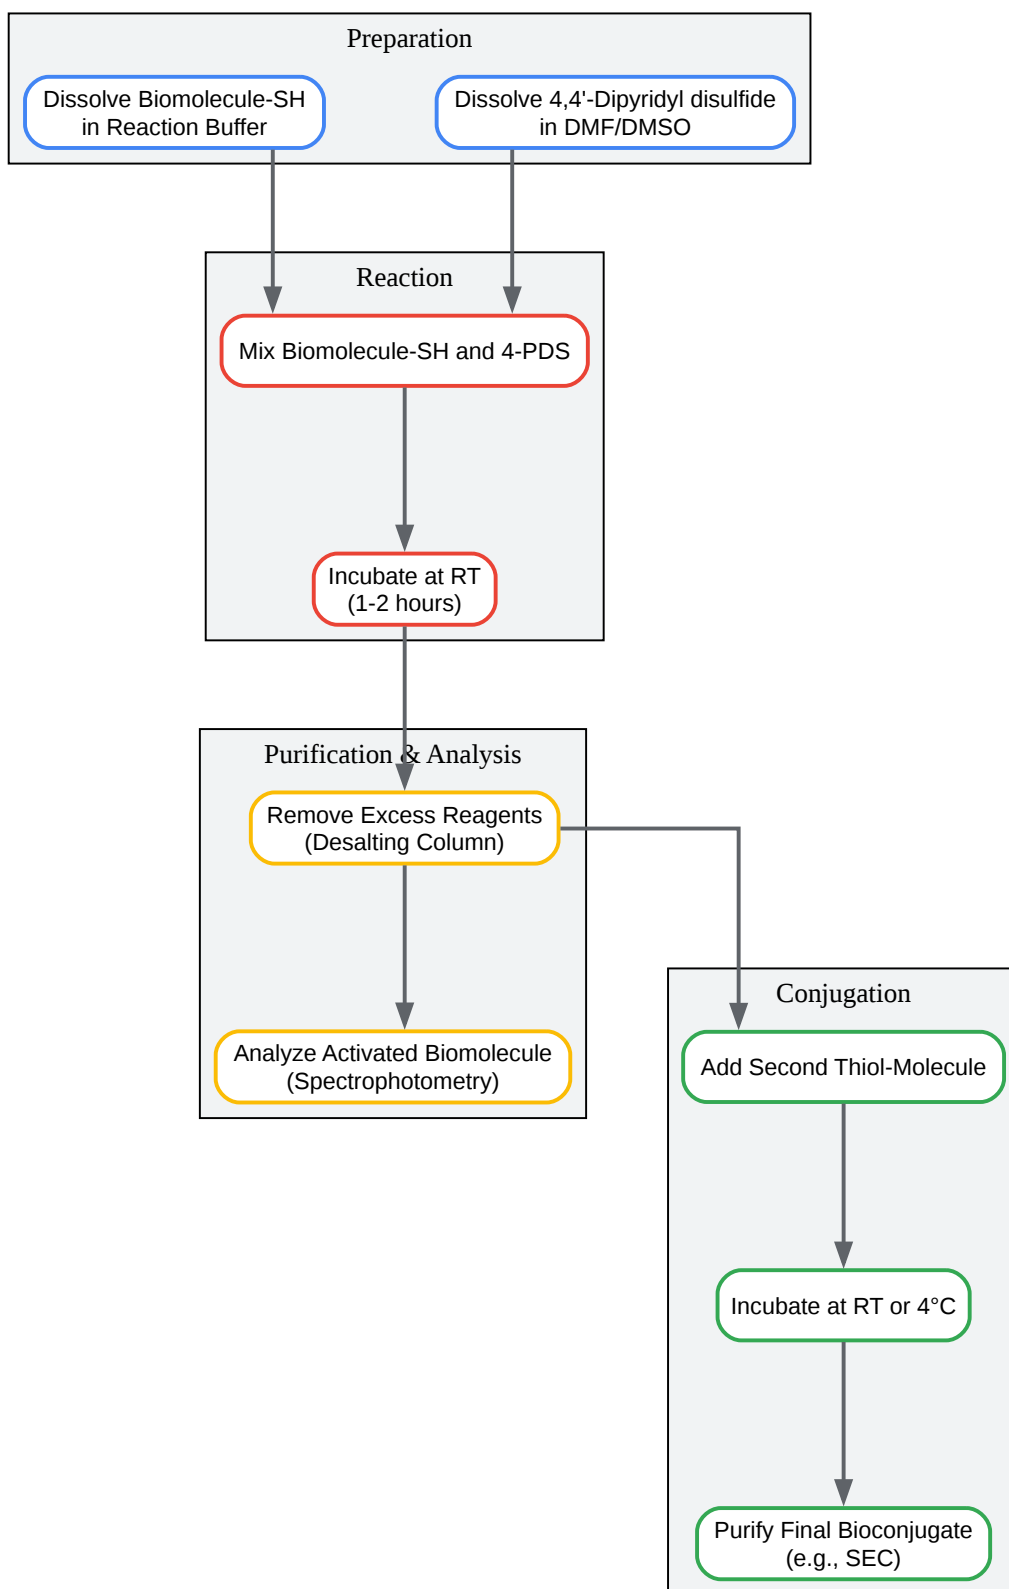 Preparation
Dissolve Biomolecule-SH
in Reaction Buffer
Dissolve 4,4'-Dipyridyl disulfide
in DMF/DMSO
Reaction
Mix Biomolecule-SH and 4-PDS
Incubate at RT
(1-2 hours)
Purification & Analysis
Remove Excess Reagents
(Desalting Column)
Analyze Activated Biomolecule
(Spectrophotometry)
Conjugation
Add Second Thiol-Molecule
Incubate at RT or 4°C
Purify Final Bioconjugate
(e.g., SEC)